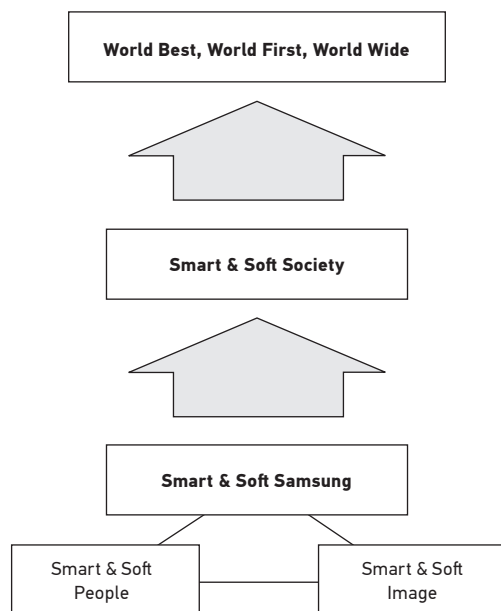 World Best, World First, World Wide
Smart & Soft Society
Smart & Soft Samsung
Smart & Soft
People
Smart & Soft
Image